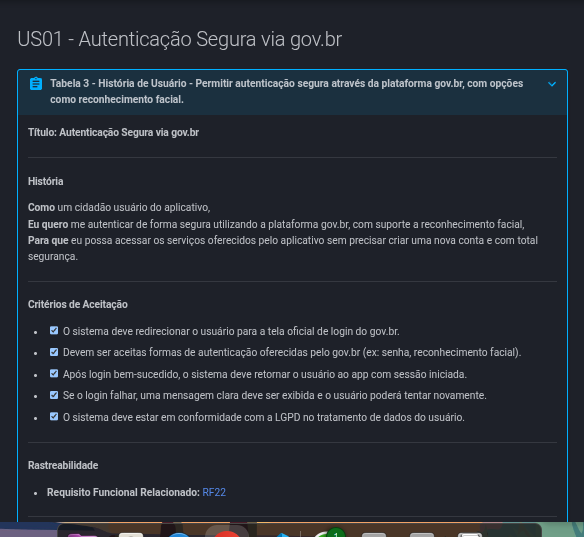 US01 - Autenticação Segura via gov.br
Tabela 3 - História de Usuário - Permitir autenticação segura através da plataforma gov.br, com opções
como reconhecimento facial.
Título: Autenticação Segura via gov.br
História
Como um cidadão usuário do aplicativo,
Eu quero me autenticar de forma segura utilizando a plataforma gov.br, com suporte a reconhecimento facial,
Para que eu possa acessar os serviços oferecidos pelo aplicativo sem precisar criar uma nova conta e com total
segurança.
Critérios de Aceitação
O sistema deve redirecionar o usuário para a tela oficial de login do gov.br.
Devem ser aceitas formas de autenticação oferecidas pelo gov.br (ex: senha, reconhecimento facial).
Após login bem-sucedido, o sistema deve retornar o usuário ao app com sessão iniciada.
Se o login falhar, uma mensagem clara deve ser exibida e o usuário poderá tentar novamente.
O sistema deve estar em conformidade com a LGPD no tratamento de dados do usuário.
Rastreabilidade
Requisito Funcional Relacionado: RF22
1